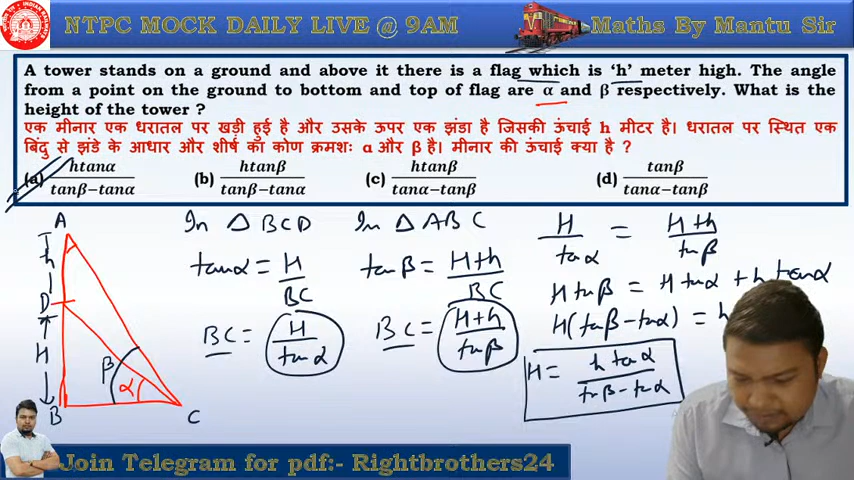 NTPC MOCK DAILY LIVE @ 9AM
Maths By Mantu Sir
A tower stands on a ground and above it there is a flag which is 'h' meter high. The angle
from a point on the ground to bottom and top of flag are α and β respectively. What is the
height of the tower ?
एक मीनार एक धरातल पर खड़ी हुई है और उसके ऊपर एक झंडा है जिसकी ऊंचाई h मीटर है। धरातल पर स्थित एक
बिंदु से झंडे के आधार और शीर्ष का कोण क्रमशः α और β है। मीनार की ऊंचाई क्या है ?
(a) htanα / tanβ−tanα (b) htanβ / tanβ−tanα (c) htanβ / tanα−tanβ (d) tanβ / tanα−tanβ
A
h
D
H
B
C
β
α
In △ BCD
tanα = H / BC
BC = H / tanα
In △ ABC
tanβ = H+h / BC
BC = H+h / tanβ
H / tanα = H+h / tanβ
H tanβ = H tanα + h tanα
H(tanβ−tanα) = h
H = h tanα / tanβ−tanα
Join Telegram for pdf:- Rightbrothers24